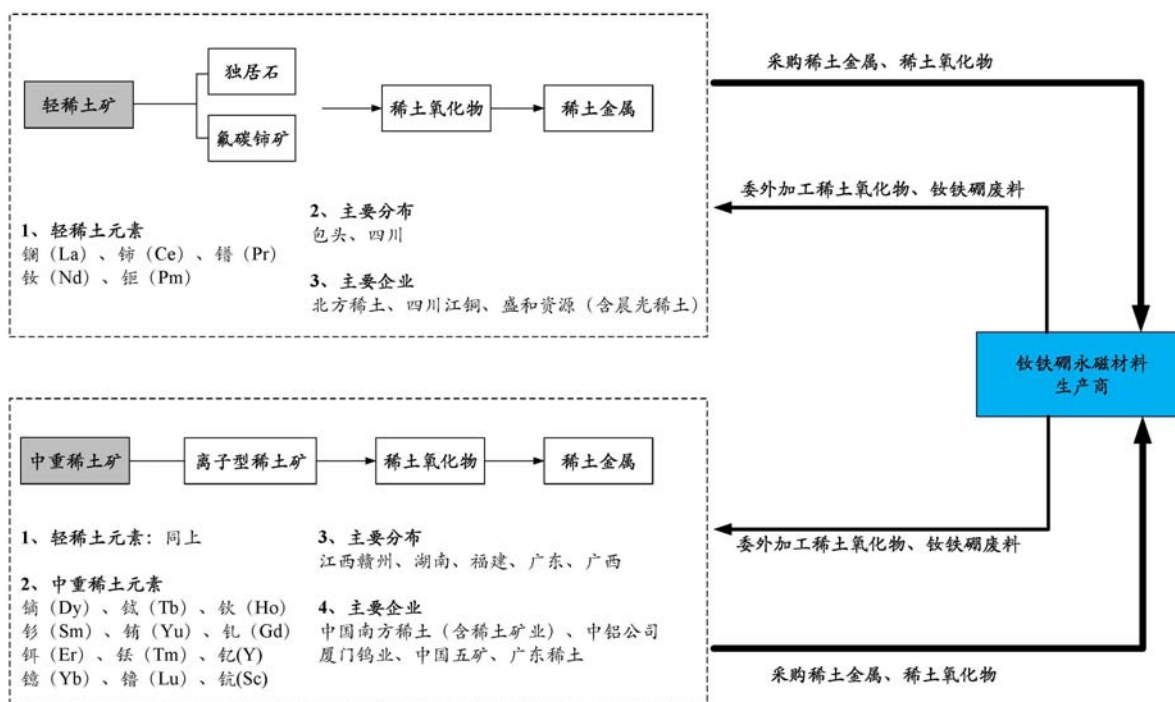 独居石
轻稀土矿
稀土氧化物
稀土金属
氟碳铈矿
1、轻稀土元素
镧（La）、铈（Ce）、镨（Pr）
钕（Nd）、钷（Pm）
2、主要分布
包头、四川
3、主要企业
北方稀土、四川江铜、盛和资源（含晨光稀土）
采购稀土金属、稀土氧化物
委外加工稀土氧化物、钕铁硼废料
钕铁硼永磁材料
生产商
中重稀土矿
离子型稀土矿
稀土氧化物
稀土金属
1、轻稀土元素：同上
2、中重稀土元素
镝（Dy）、铽（Tb）、钬（Ho）
钐（Sm）、铕（Yu）、钆（Gd）
铒（Er）、铥（Tm）、钇(Y)
镱（Yb）、镥（Lu）、钪(Sc)
3、主要分布
江西赣州、湖南、福建、广东、广西
4、主要企业
中国南方稀土（含稀土矿业）、中铝公司
厦门钨业、中国五矿、广东稀土
委外加工稀土氧化物、钕铁硼废料
采购稀土金属、稀土氧化物